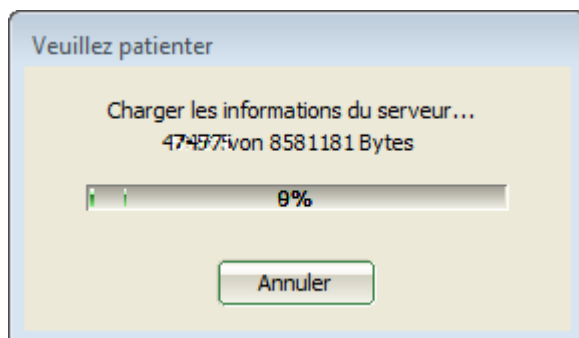 Veuillez patienter
Charger les informations du serveur...
von 8581181 Bytes
Annuler